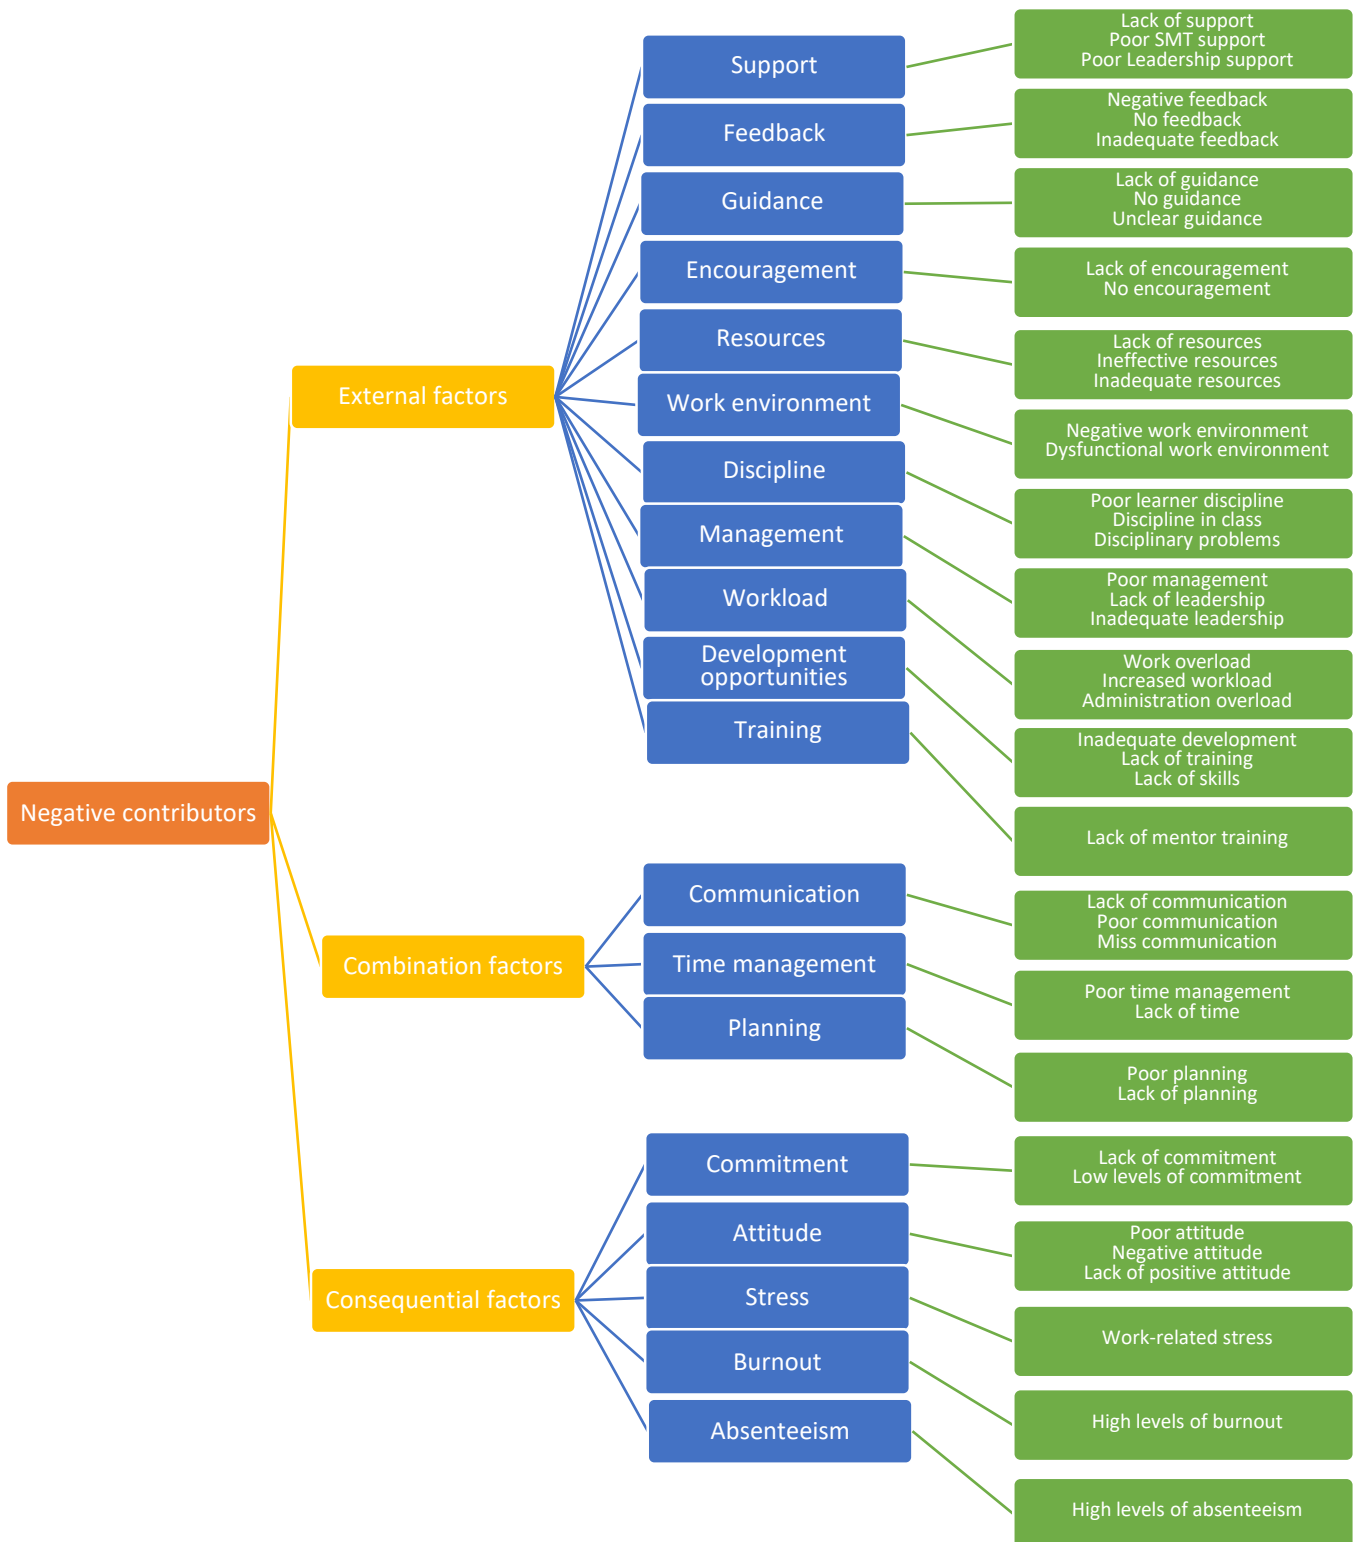 Negative contributors
External factors
Support
Lack of support
Poor SMT support
Poor Leadership support
Feedback
Negative feedback
No feedback
Inadequate feedback
Guidance
Lack of guidance
No guidance
Unclear guidance
Encouragement
Lack of encouragement
No encouragement
Resources
Lack of resources
Ineffective resources
Inadequate resources
Work environment
Negative work environment
Dysfunctional work environment
Discipline
Poor learner discipline
Discipline in class
Disciplinary problems
Management
Poor management
Lack of leadership
Inadequate leadership
Workload
Work overload
Increased workload
Administration overload
Development
opportunities
Inadequate development
Lack of training
Lack of skills
Training
Lack of mentor training
Combination factors
Communication
Lack of communication
Poor communication
Miss communication
Time management
Poor time management
Lack of time
Planning
Poor planning
Lack of planning
Consequential factors
Commitment
Lack of commitment
Low levels of commitment
Attitude
Poor attitude
Negative attitude
Lack of positive attitude
Stress
Work-related stress
Burnout
High levels of burnout
Absenteeism
High levels of absenteeism